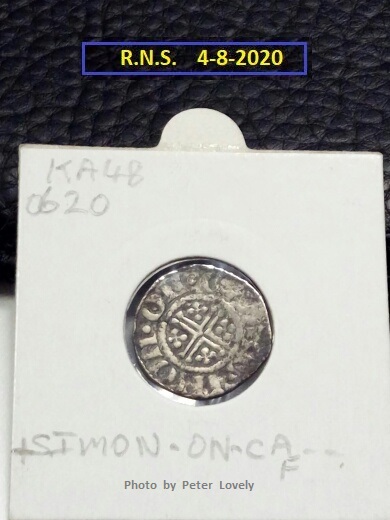 R.N.S. 4-8-2020
KA48
0620
+SIMON·ON·CA--
F
Photo by Peter Lovely